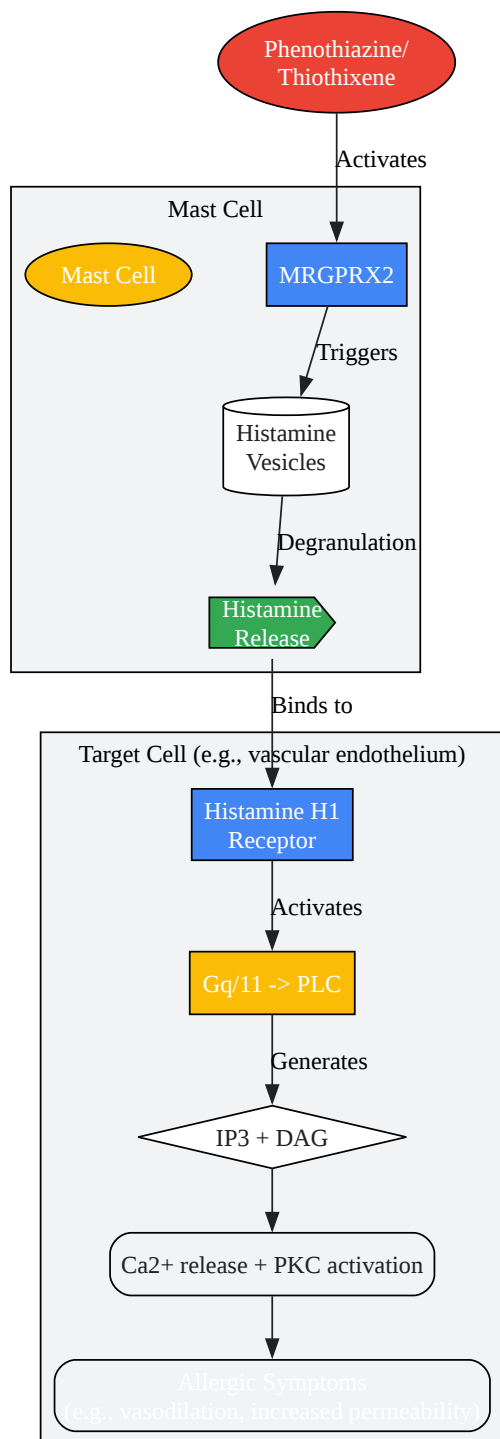 Phenothiazine/
Thiothixene
Activates
Mast Cell
Mast Cell
MRGPRX2
Triggers
Histamine
Vesicles
Degranulation
Histamine
Release
Binds to
Target Cell (e.g., vascular endothelium)
Histamine H1
Receptor
Activates
Gq/11 -> PLC
Generates
IP3 + DAG
Ca2+ release + PKC activation
Allergic Symptoms
(e.g., vasodilation, increased permeability)